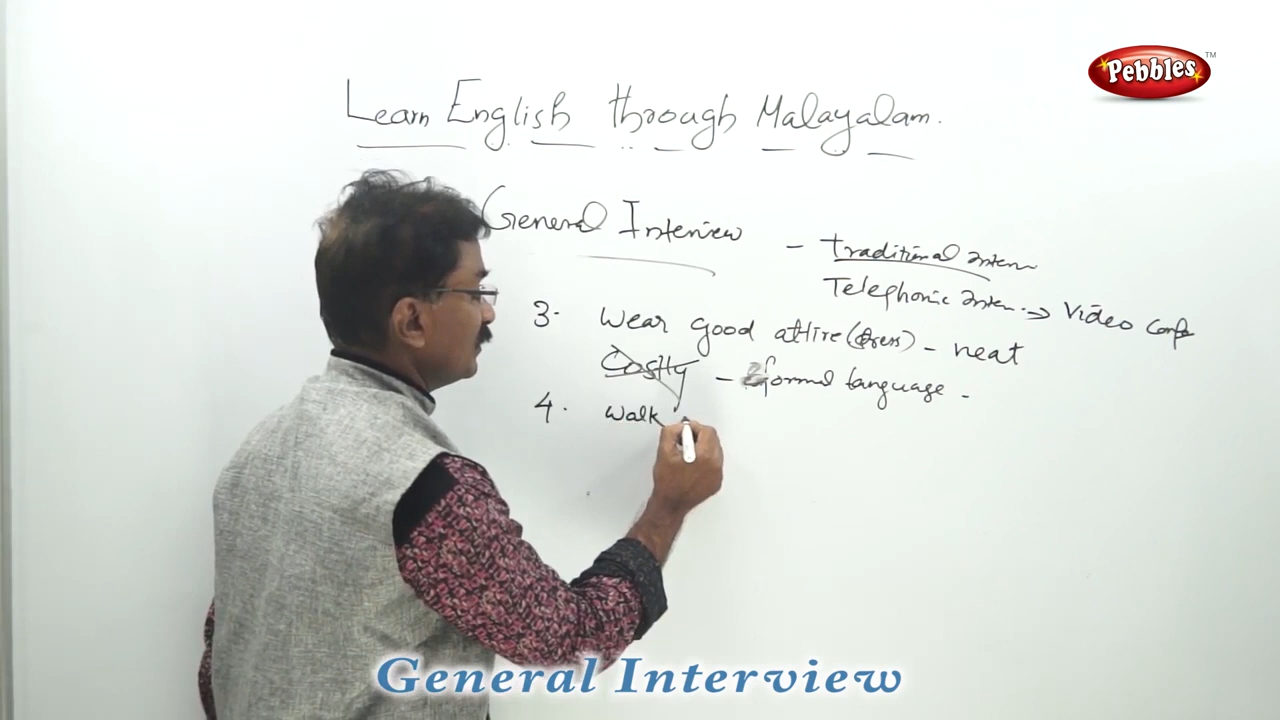 Pebbles TM
Learn English through Malayalam.
General Interview
- traditional Inter
Telephonic Inter. → Video Conf
3. Wear good attire (dress) - neat
Costly - formal language -
4. Walk
General Interview